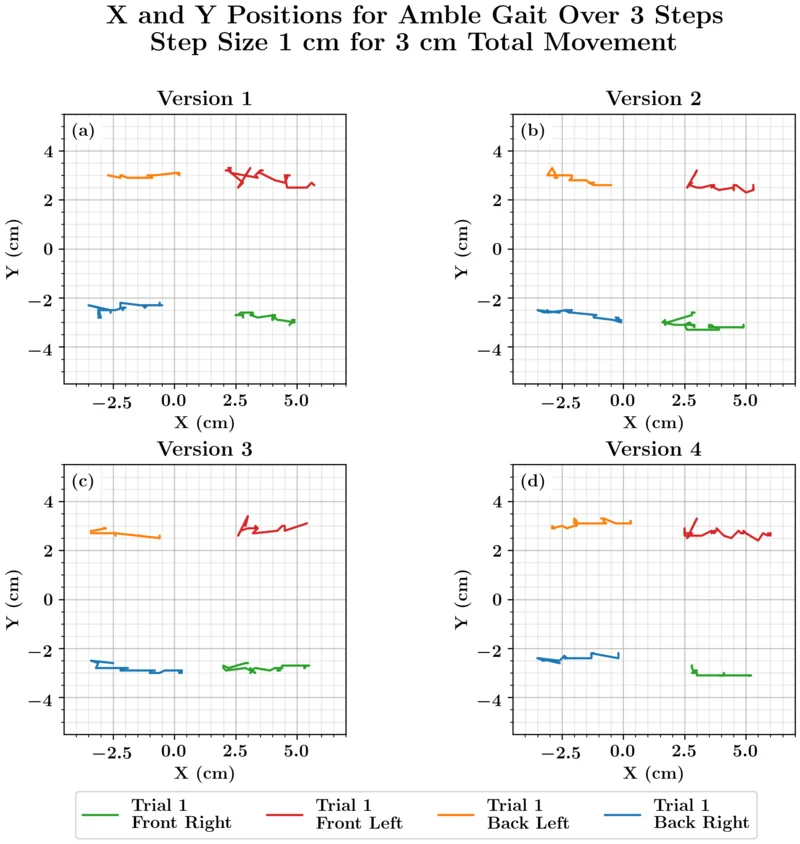 X and Y Positions for Amble Gait Over 3 Steps
Step Size 1 cm for 3 cm Total Movement
Version 1
(a)
4
2
0
−2
−4
Y (cm)
−2.5 0.0 2.5 5.0
X (cm)
Version 2
(b)
4
2
0
−2
−4
Y (cm)
−2.5 0.0 2.5 5.0
X (cm)
Version 3
(c)
4
2
0
−2
−4
Y (cm)
−2.5 0.0 2.5 5.0
X (cm)
Version 4
(d)
4
2
0
−2
−4
Y (cm)
−2.5 0.0 2.5 5.0
X (cm)
Trial 1
Front Right
Trial 1
Front Left
Trial 1
Back Left
Trial 1
Back Right